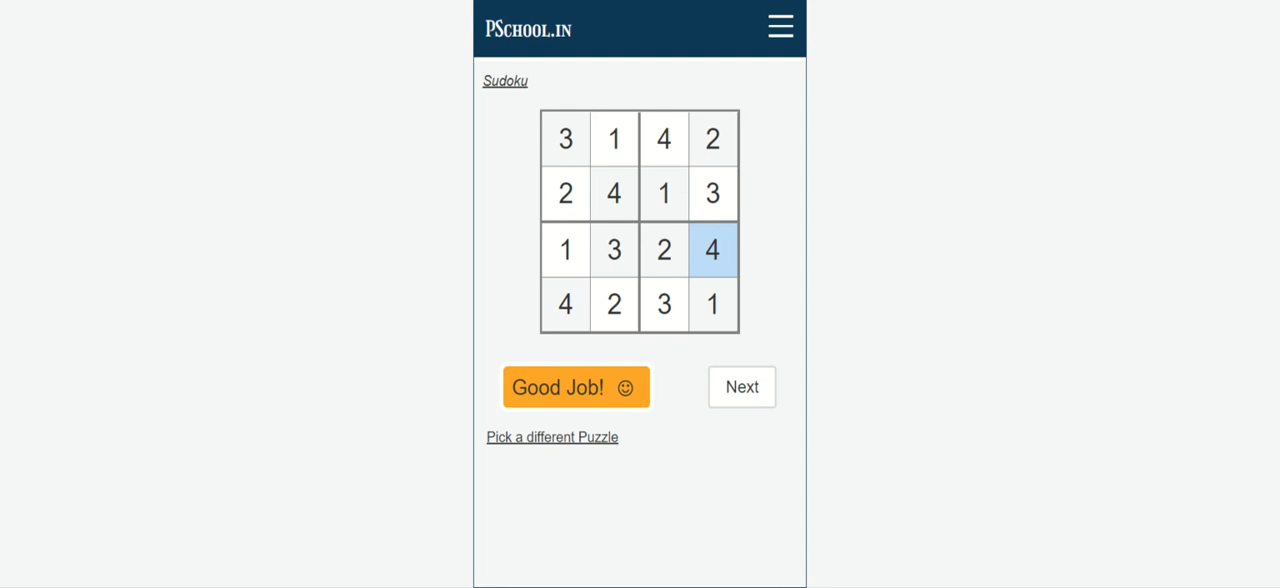 PSCHOOL.IN
Sudoku
3 1 4 2
2 4 1 3
1 3 2 4
4 2 3 1
Good Job! ☺ Next
Pick a different Puzzle